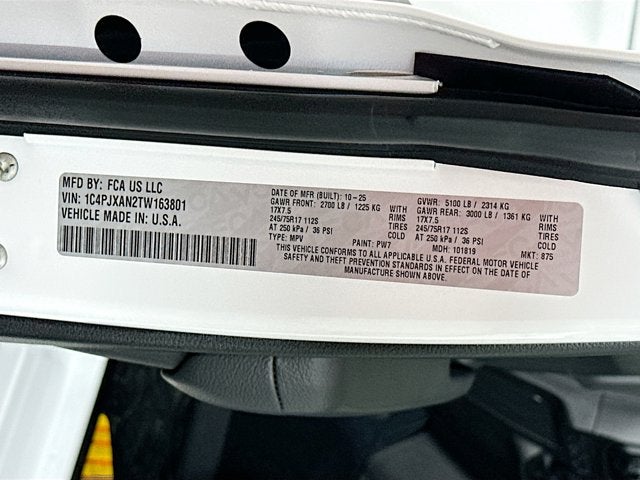 MFD BY: FCA US LLC
VIN: 1C4PJXAN2TW163801
VEHICLE MADE IN U.S.A.
DATE OF MFR (BUILT): 10-25 GVWR: 5100 LB / 2314 KG
GAWR FRONT: 2700 LB / 1225 KG WITH GAWR REAR: 3000 LB / 1361 KG WITH
17X7.5 RIMS 17X7.5 RIMS
245/75R17 112S TIRES 245/75R17 112S TIRES
AT 250 kPa / 36 PSI COLD AT 250 kPa / 36 PSI COLD
TYPE: MPV PAINT: PW7 MDH: 101819 MKT: 875
THIS VEHICLE CONFORMS TO ALL APPLICABLE U.S.A. FEDERAL MOTOR VEHICLE
SAFETY AND THEFT PREVENTION STANDARDS IN EFFECT ON THE DATE OF
MANUFACTURE SHOWN ABOVE.